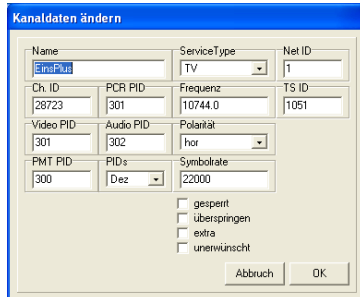 Kanaldaten ändern
Name ServiceType Net ID
EinsPlus TV 1
Ch. ID PCR PID Frequenz TS ID
28723 301 10744.0 1051
Video PID Audio PID Polarität
301 302 hor
PMT PID PIDs Symbolrate
300 Dez 22000
gesperrt
überspringen
extra
unerwünscht
Abbruch OK